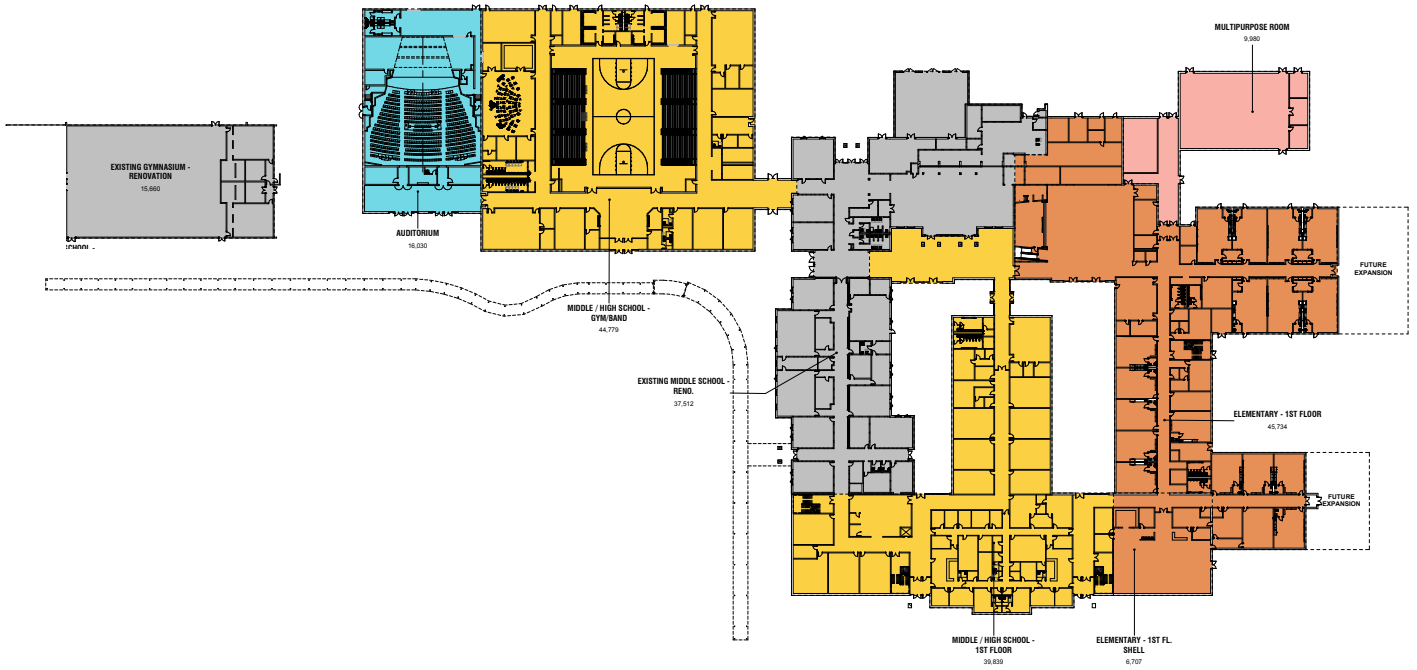 MULTIPURPOSE ROOM
9,980
EXISTING GYMNASIUM -
RENOVATION
15,660
SCHOOL -
AUDITORIUM
16,030
FUTURE
EXPANSION
MIDDLE / HIGH SCHOOL -
GYM/BAND
44,779
EXISTING MIDDLE SCHOOL -
RENO.
37,512
ELEMENTARY - 1ST FLOOR
45,734
FUTURE
EXPANSION
MIDDLE / HIGH SCHOOL -
1ST FLOOR
39,839
ELEMENTARY - 1ST FL.
SHELL
6,707